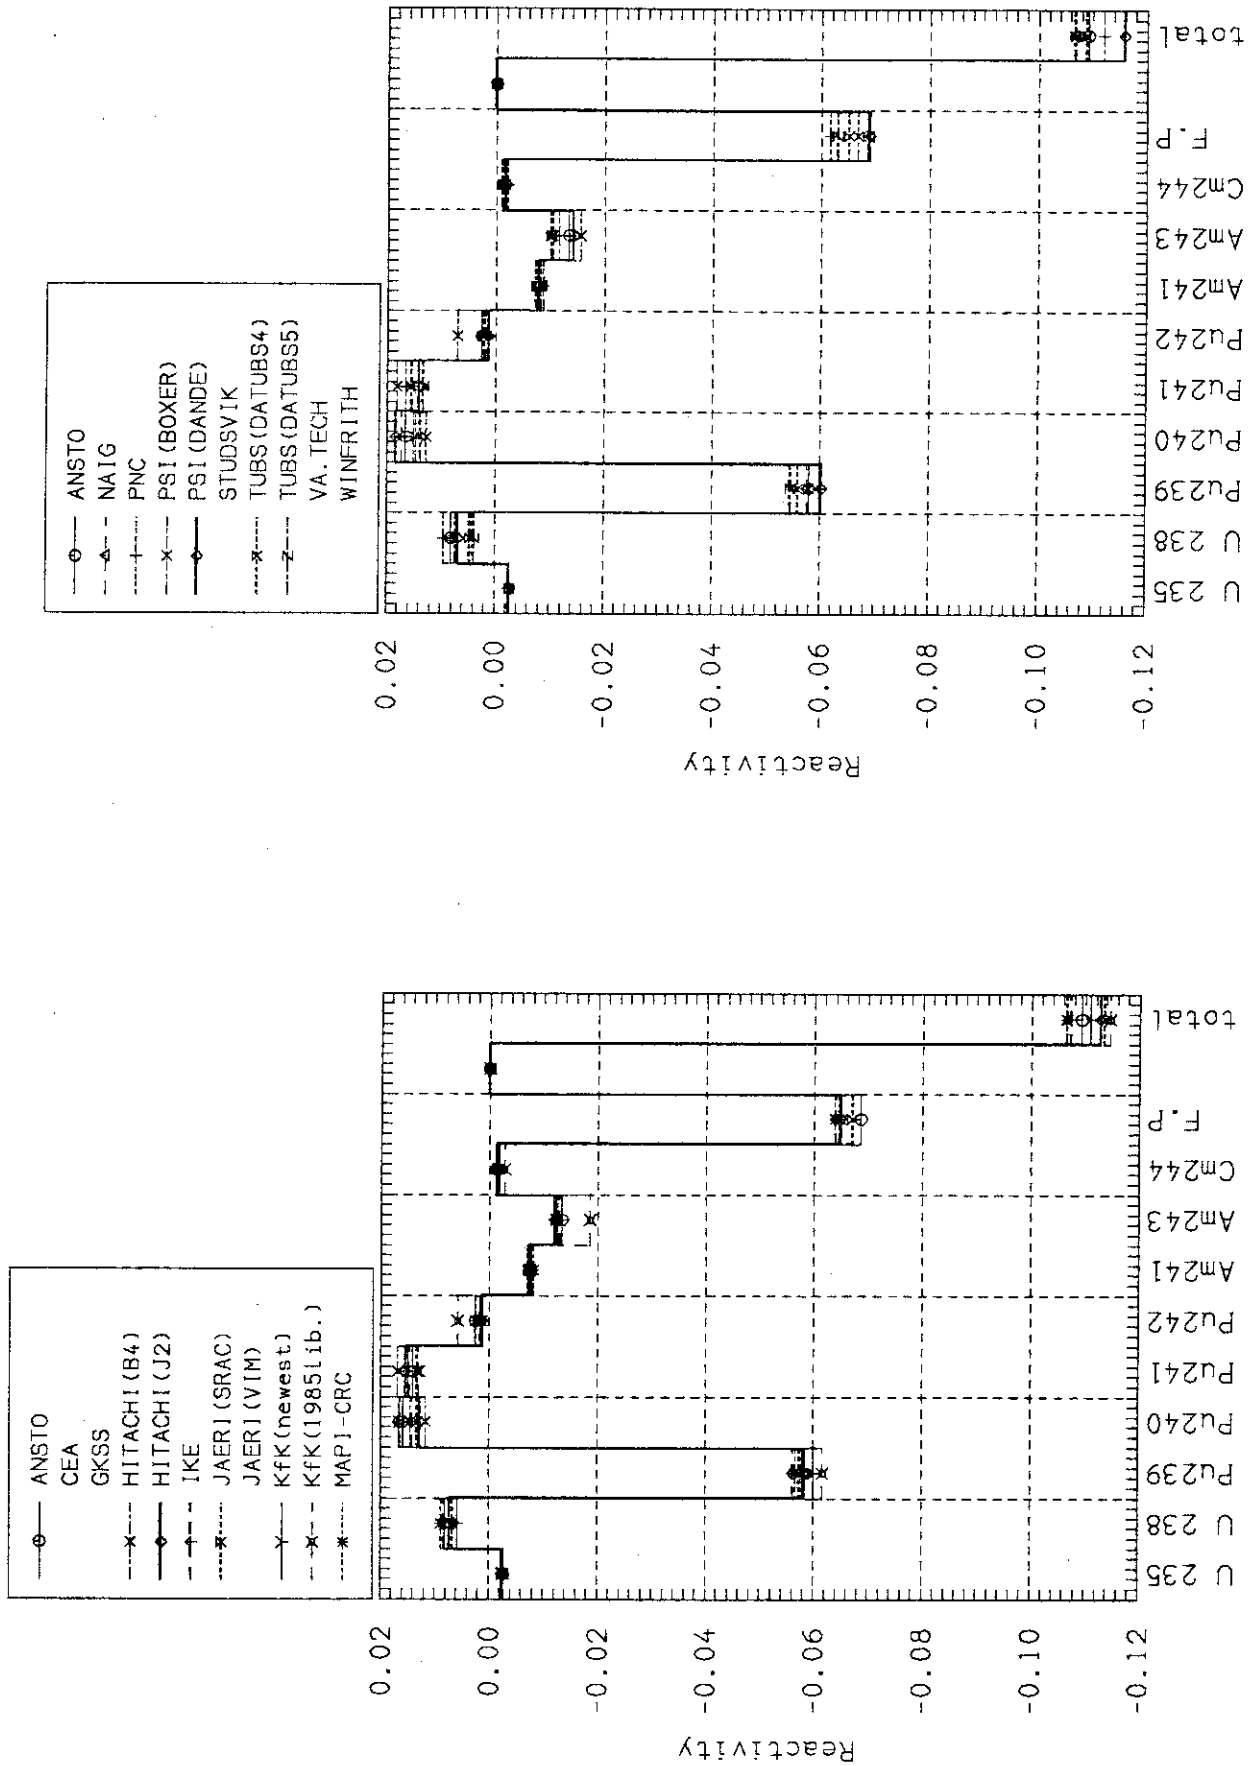 ANSTO
NAIG
PNC
PSI(BOXER)
PSI(DANDE)
STUDSVIK
TUBS(DATUBS4)
TUBS(DATUBS5)
VA.TECH
WINFRITH
Reactivity
0.02
0.00
-0.02
-0.04
-0.06
-0.08
-0.10
-0.12
U 235
U 238
Pu239
Pu240
Pu241
Pu242
Am241
Am243
Cm244
F.P
total
ANSTO
CEA
GKSS
HITACHI(B4)
HITACHI(J2)
IKE
JAERI(SRAC)
JAERI(VIM)
KfK(newest)
KfK(1985lib.)
MAPI-CRC
Reactivity
0.02
0.00
-0.02
-0.04
-0.06
-0.08
-0.10
-0.12
U 235
U 238
Pu239
Pu240
Pu241
Pu242
Am241
Am243
Cm244
F.P
total